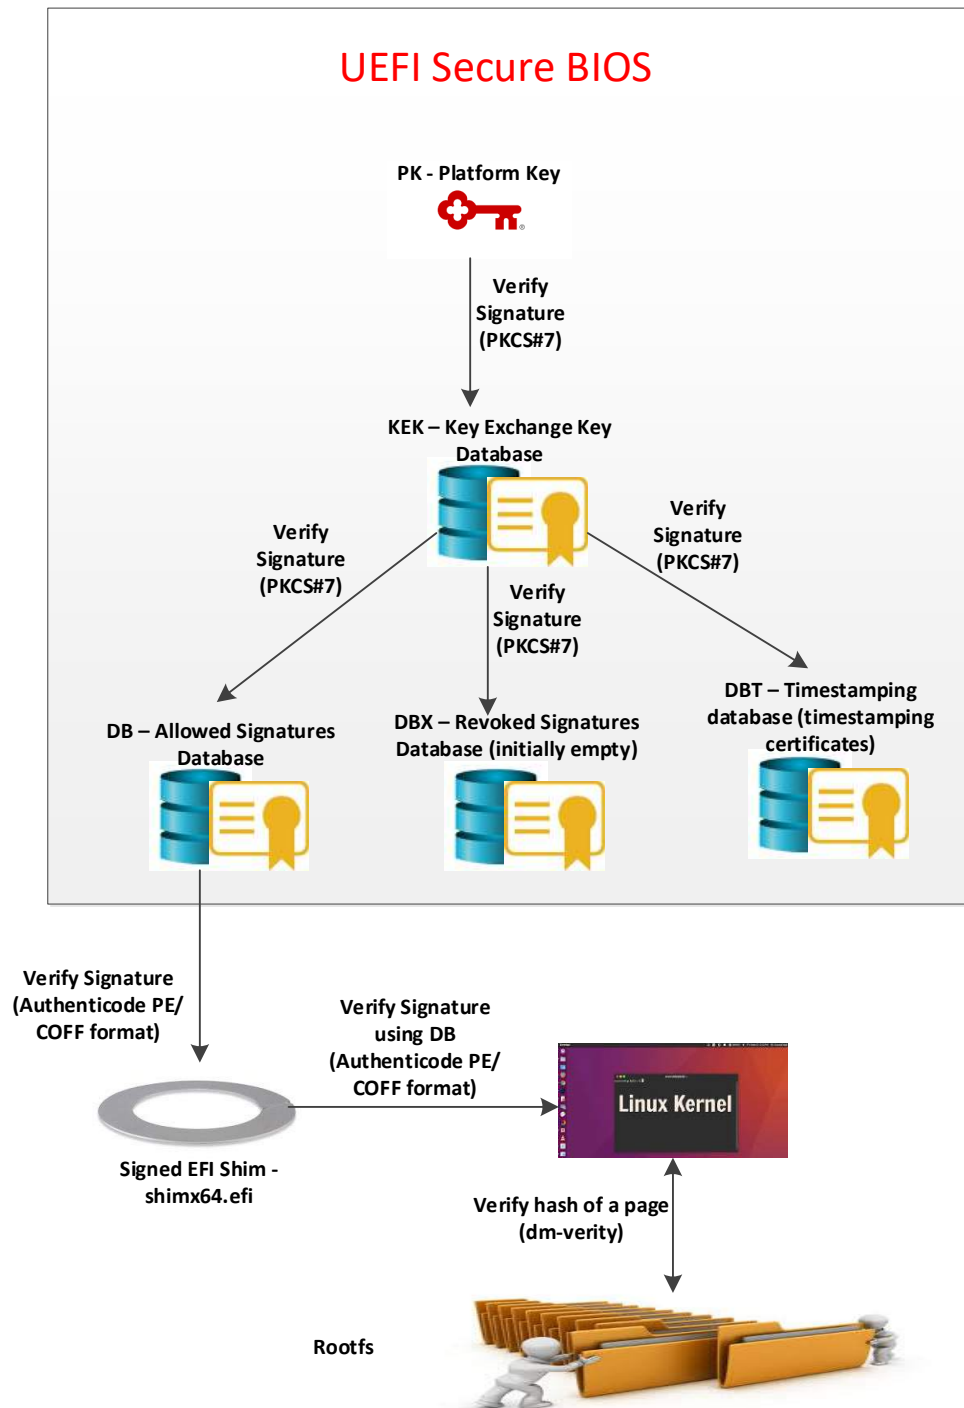 UEFI Secure BIOS
PK - Platform Key
®
Verify
Signature
(PKCS#7)
KEK – Key Exchange Key
Database
Verify
Signature
(PKCS#7)
Verify
Signature
(PKCS#7)
Verify
Signature
(PKCS#7)
DB – Allowed Signatures
Database
DBX – Revoked Signatures
Database (initially empty)
DBT – Timestamping
database (timestamping
certificates)
Verify Signature
(Authenticode PE/
COFF format)
Verify Signature
using DB
(Authenticode PE/
COFF format)
Linux Kernel
Signed EFI Shim -
shimx64.efi
Verify hash of a page
(dm-verity)
Rootfs